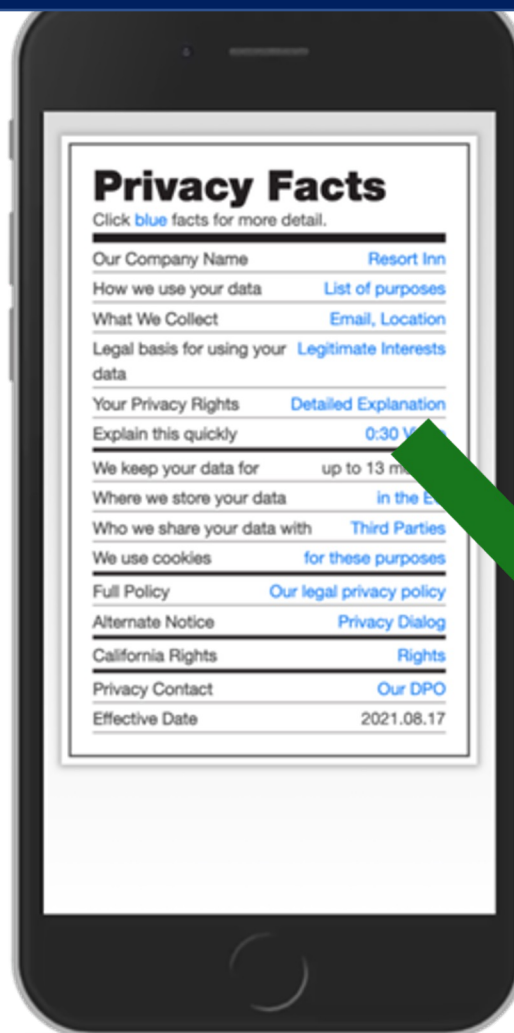 Privacy Facts
Click blue facts for more detail.
Our Company Name Resort Inn
How we use your data List of purposes
What We Collect Email, Location
Legal basis for using your Legitimate Interests
data
Your Privacy Rights Detailed Explanation
Explain this quickly 0:30
We keep your data for up to 13
Where we store your data in the
Who we share your data with Third Parties
We use cookies for these purposes
Full Policy Our legal privacy policy
Alternate Notice Privacy Dialog
California Rights Rights
Privacy Contact Our DPO
Effective Date 2021.08.17